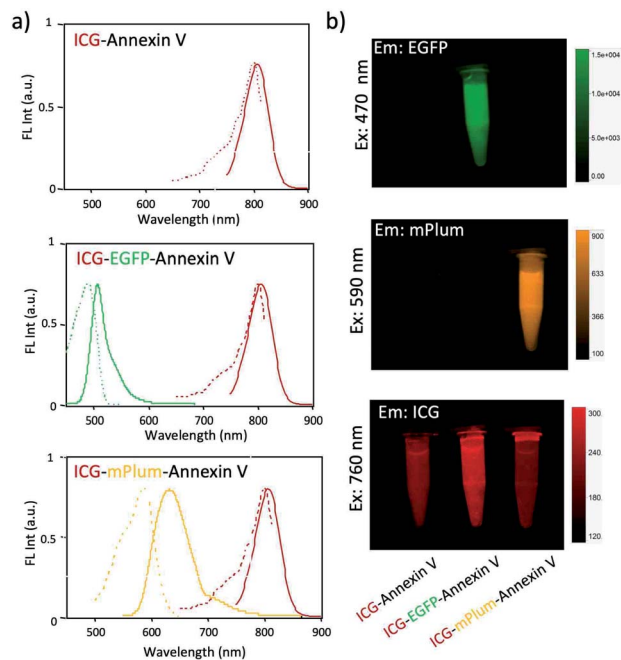 a)
ICG-Annexin V
1
0.5
0
FL Int (a.u.)
500 600 700 800 900
Wavelength (nm)
ICG-EGFP-Annexin V
1
0.5
0
FL Int (a.u.)
500 600 700 800 900
Wavelength (nm)
ICG-mPlum-Annexin V
1
0.5
0
FL Int (a.u.)
500 600 700 800 900
Wavelength (nm)
b)
Em: EGFP
Ex: 470 nm
1.5e+004
1.0e+004
5.0e+003
0.00
Em: mPlum
Ex: 590 nm
900
633
366
100
Em: ICG
Ex: 760 nm
300
240.
180.
120.
ICG-Annexin V
ICG-EGFP-Annexin V
ICG-mPlum-Annexin V